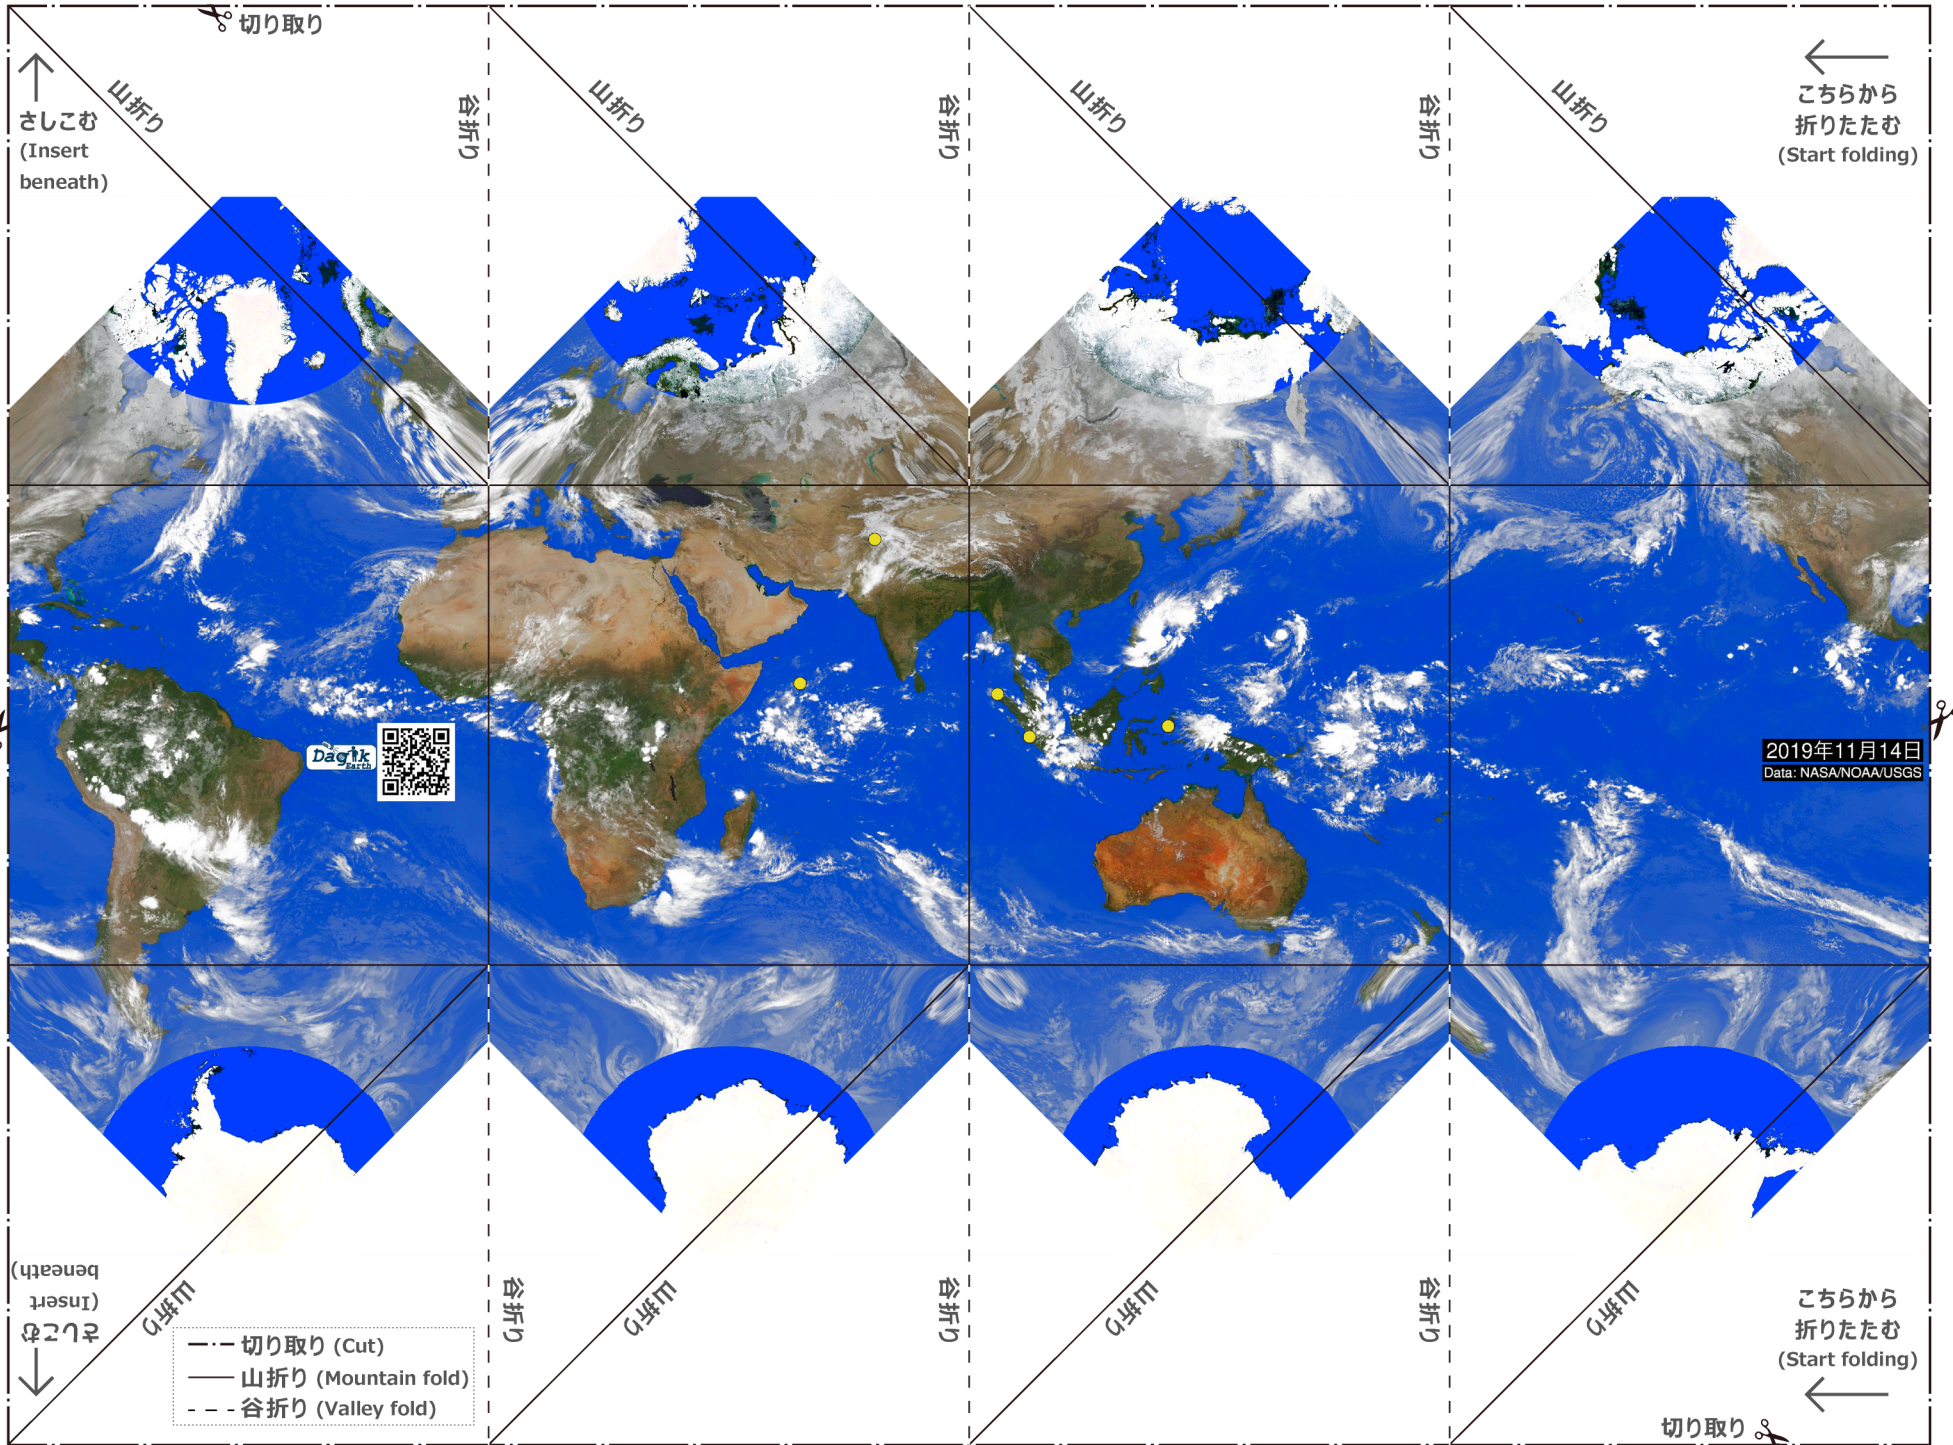 切り取り
山折り
谷折り
山折り
谷折り
山折り
谷折り
山折り
さしこむ
(Insert
beneath)
こちらから
折りたたむ
(Start folding)
Dagik
Earth
2019年11月14日
Data: NASA/NOAA/USGS
さしこむ
(Insert
beneath)
山折り
谷折り
山折り
谷折り
山折り
谷折り
山折り
こちらから
折りたたむ
(Start folding)
切り取り (Cut)
山折り (Mountain fold)
谷折り (Valley fold)
切り取り